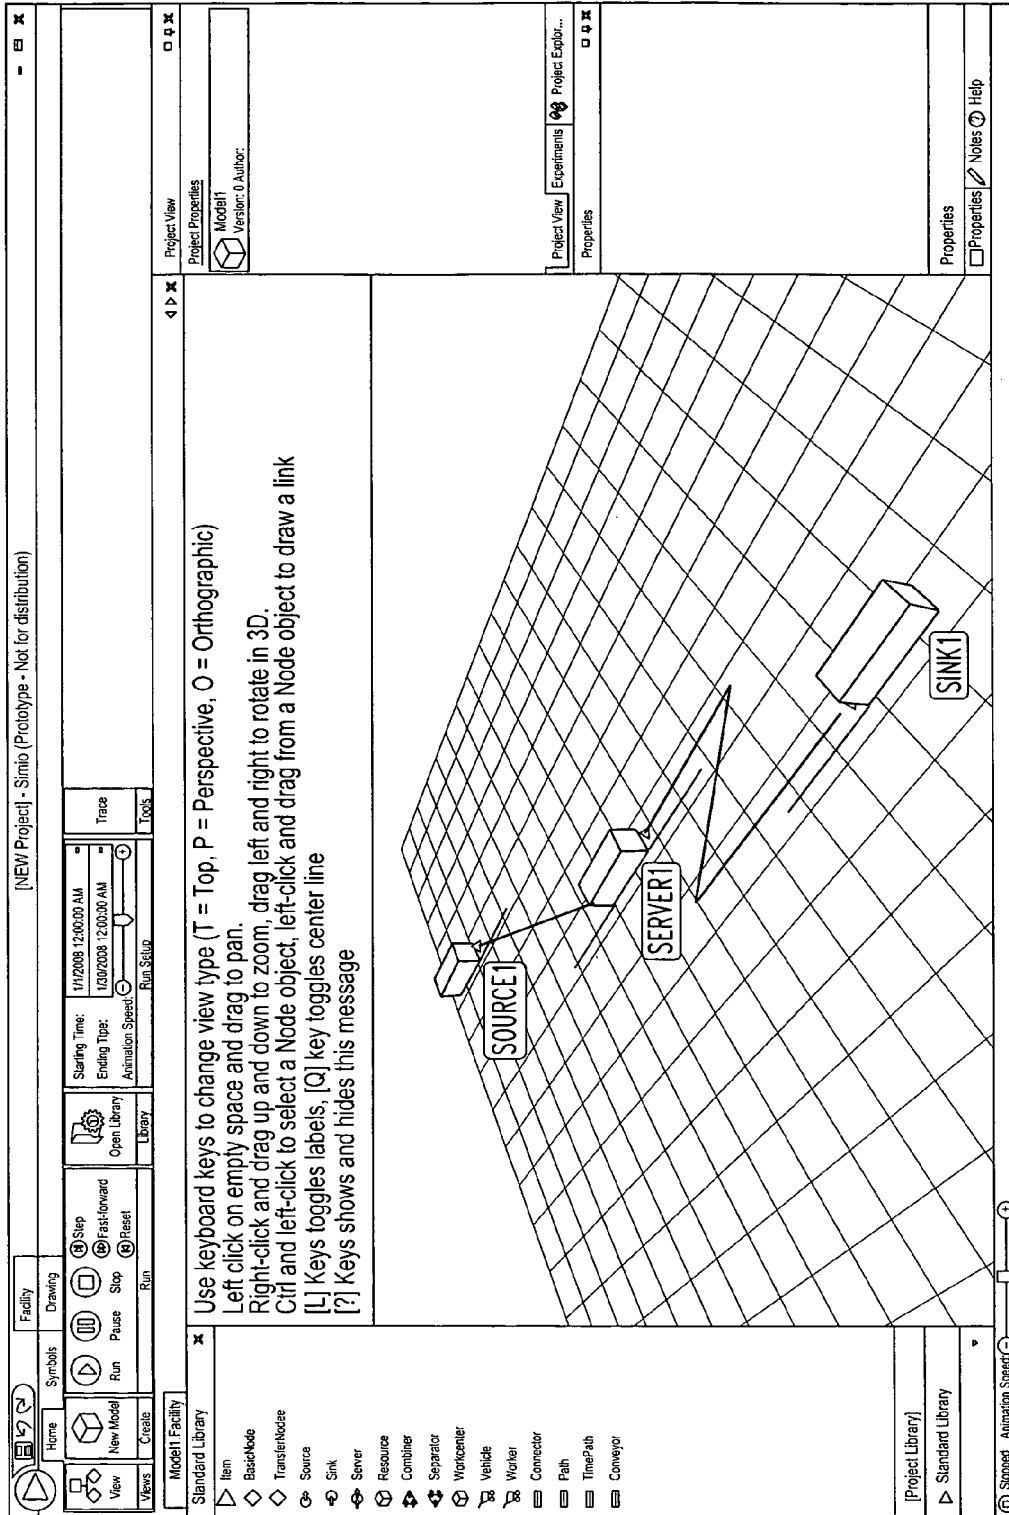 [NEW Project] - Simio (Prototype - Not for distribution)
Facility
Home
Symbols
Drawing
View
Views
New Model
Create
Run
Pause
Stop
Step
Fast-forward
Reset
Run
Open Library
Library
Starting Time: 1/1/2008 12:00:00 AM
Ending Tipe: 1/30/2008 12:00:00 AM
Animation Speed:
Run Setup
Trace
Tools
Model1.Facility
Standard Library
Item
BasicNode
TransferNodee
Source
Sink
Server
Resource
Combiner
Separator
Workcenter
Vehicle
Worker
Connector
Path
TimePath
Conveyor
[Project Library]
Standard Library
Use keyboard keys to change view type (T = Top, P = Perspective, O = Orthographic)
Left click on empty space and drag to pan.
Right-click and drag up and down to zoom, drag left and right to rotate in 3D.
Ctrl and left-click to select a Node object, left-click and drag from a Node object to draw a link
[L] Keys toggles labels, [Q] key toggles center line
[?] Keys shows and hides this message
SOURCE1
SERVER1
SINK1
Project View
Project Properties
Model1
Version: 0 Author:
Project View
Experiments
Project Explor...
Properties
Properties
Properties
Notes
Help
Stopped Animation Speed: